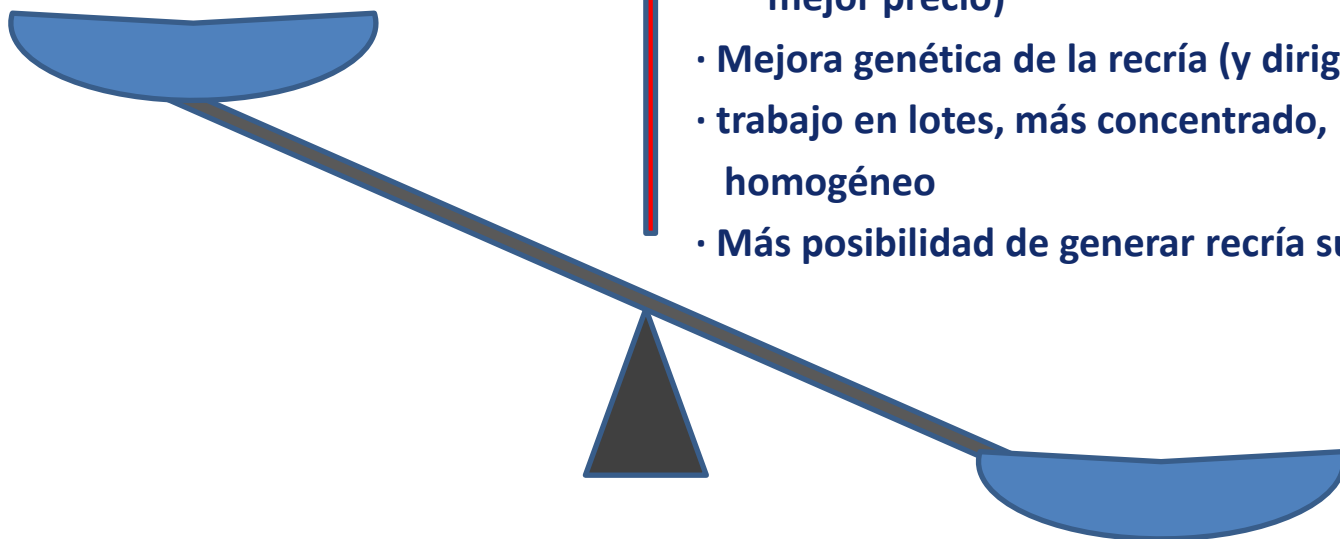 mejor precio)
· Mejora genética de la recría (y dirig
· trabajo en lotes, más concentrado,
homogéneo
· Más posibilidad de generar recría su